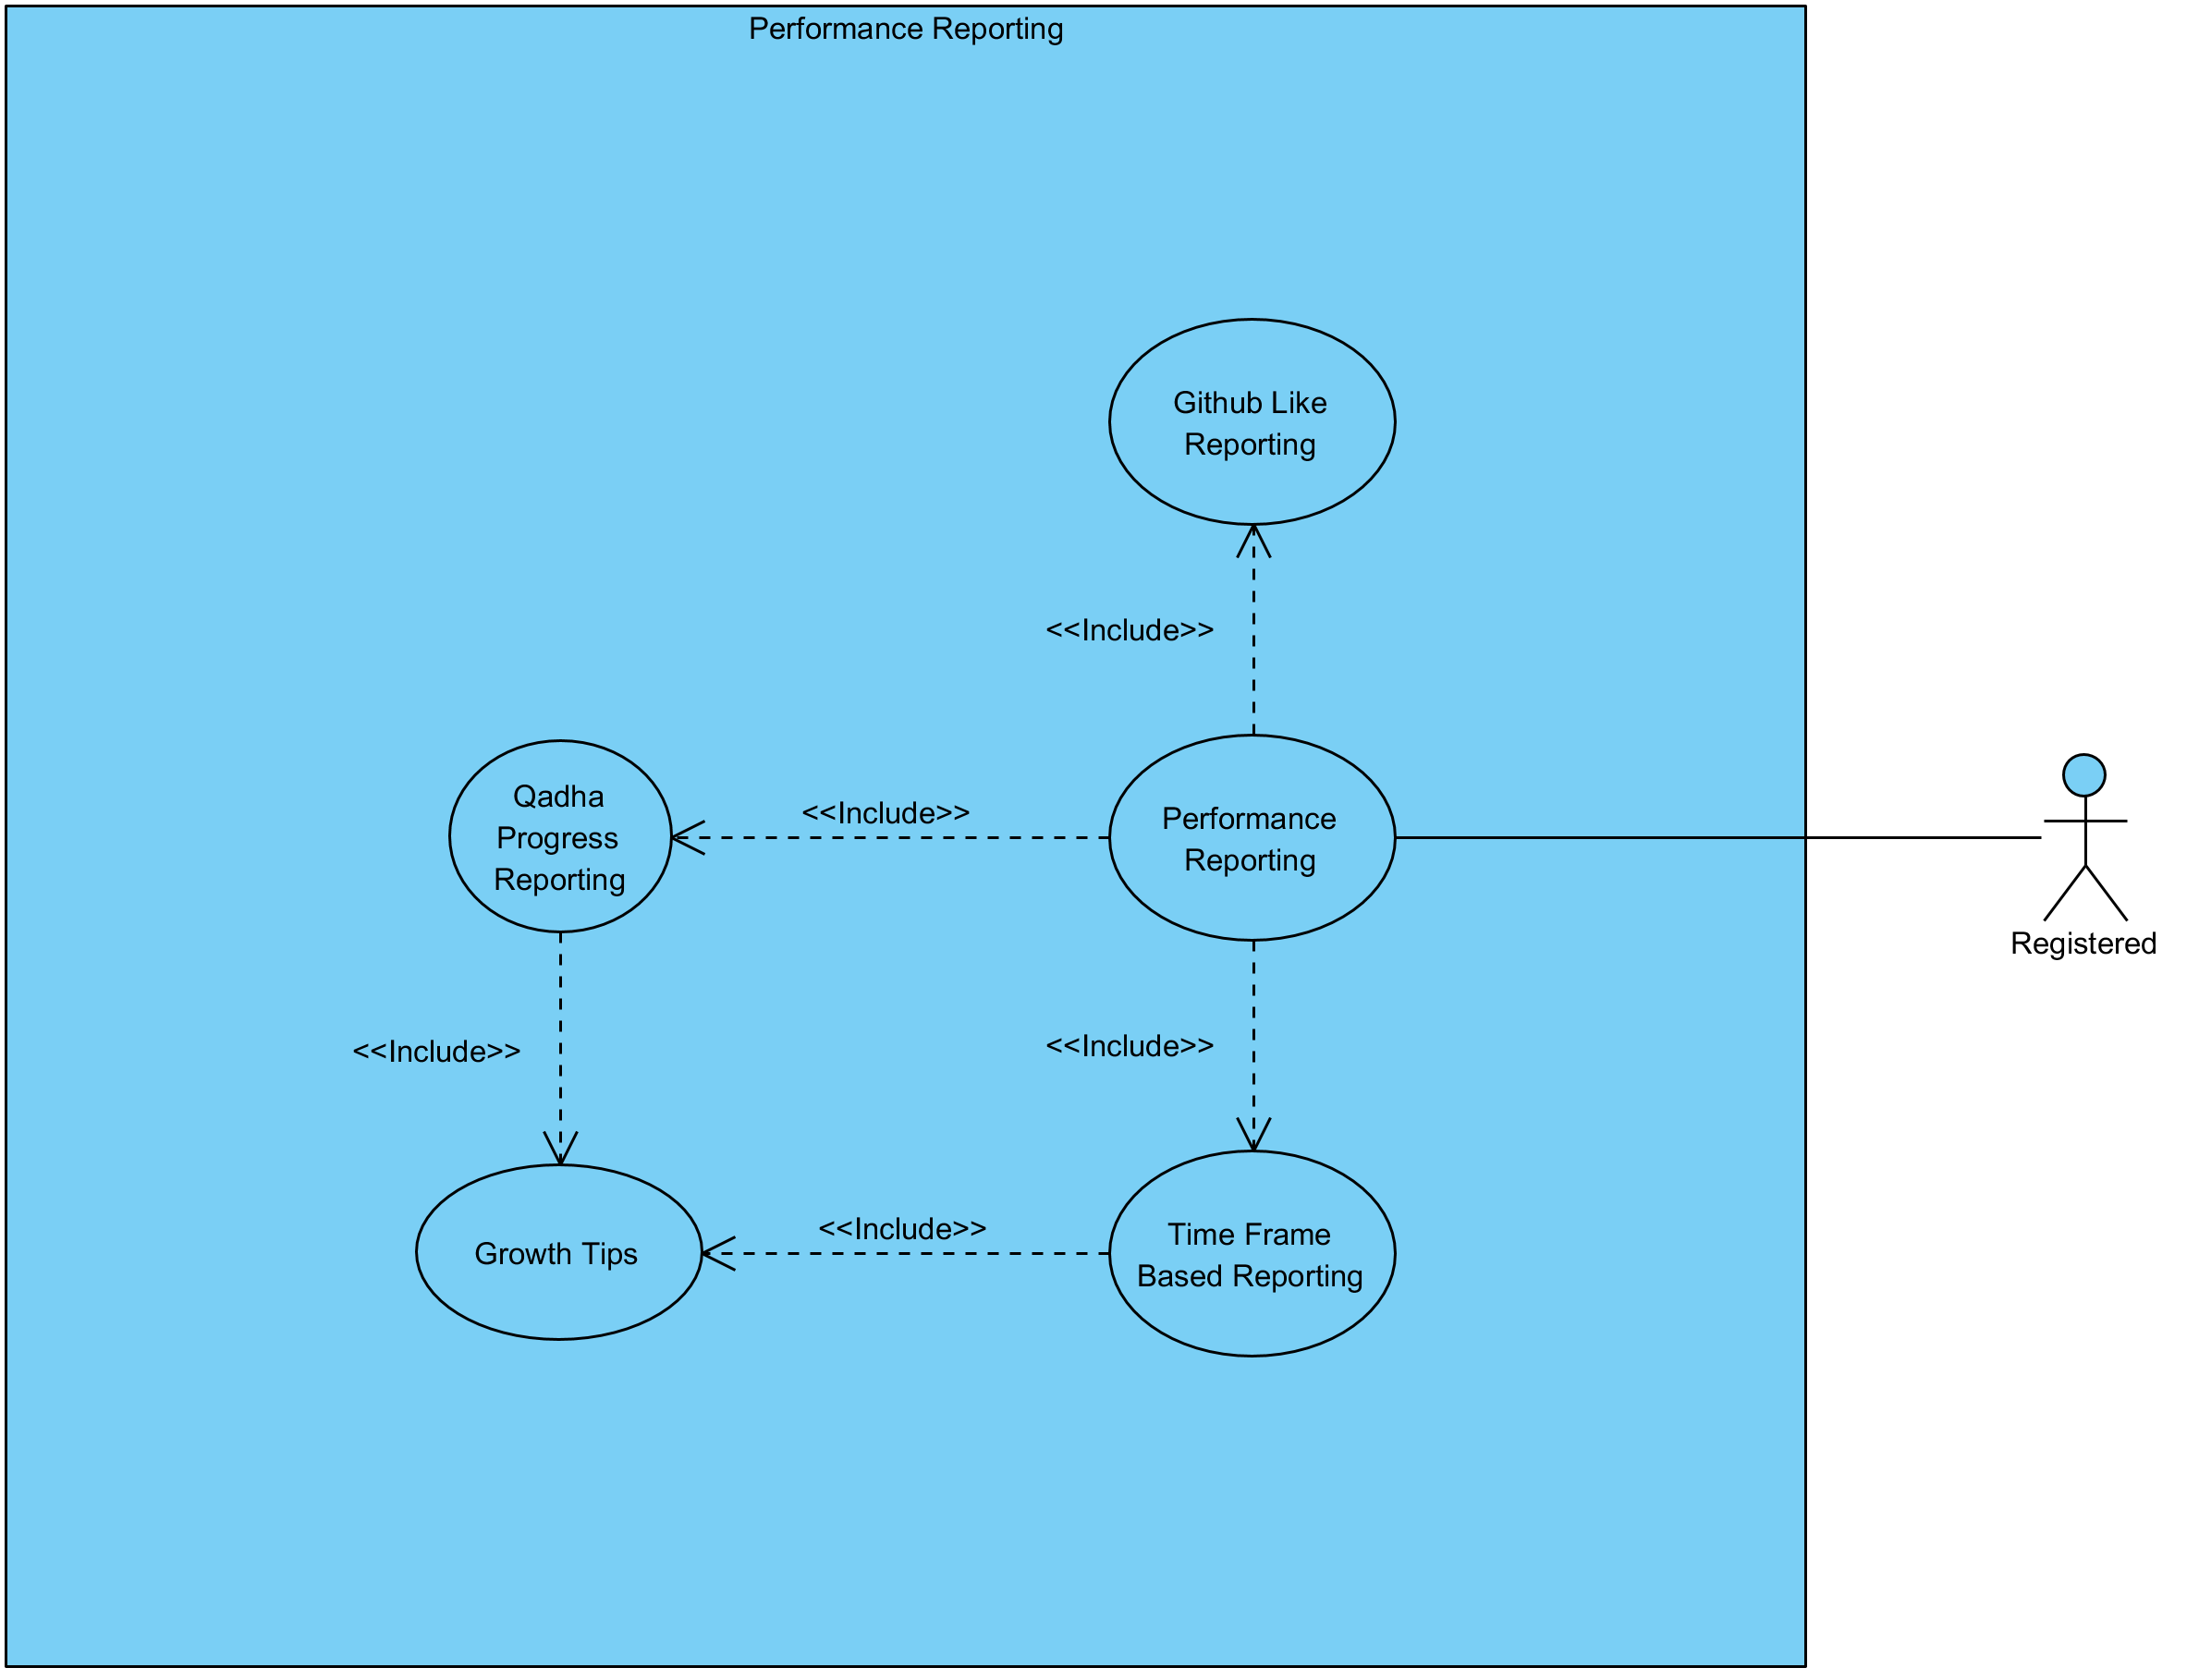 Performance Reporting
Github Like
Reporting
<<Include>>
Qadha
Progress
Reporting
<<Include>>
Performance
Reporting
Registered
<<Include>>
<<Include>>
Growth Tips
<<Include>>
Time Frame
Based Reporting